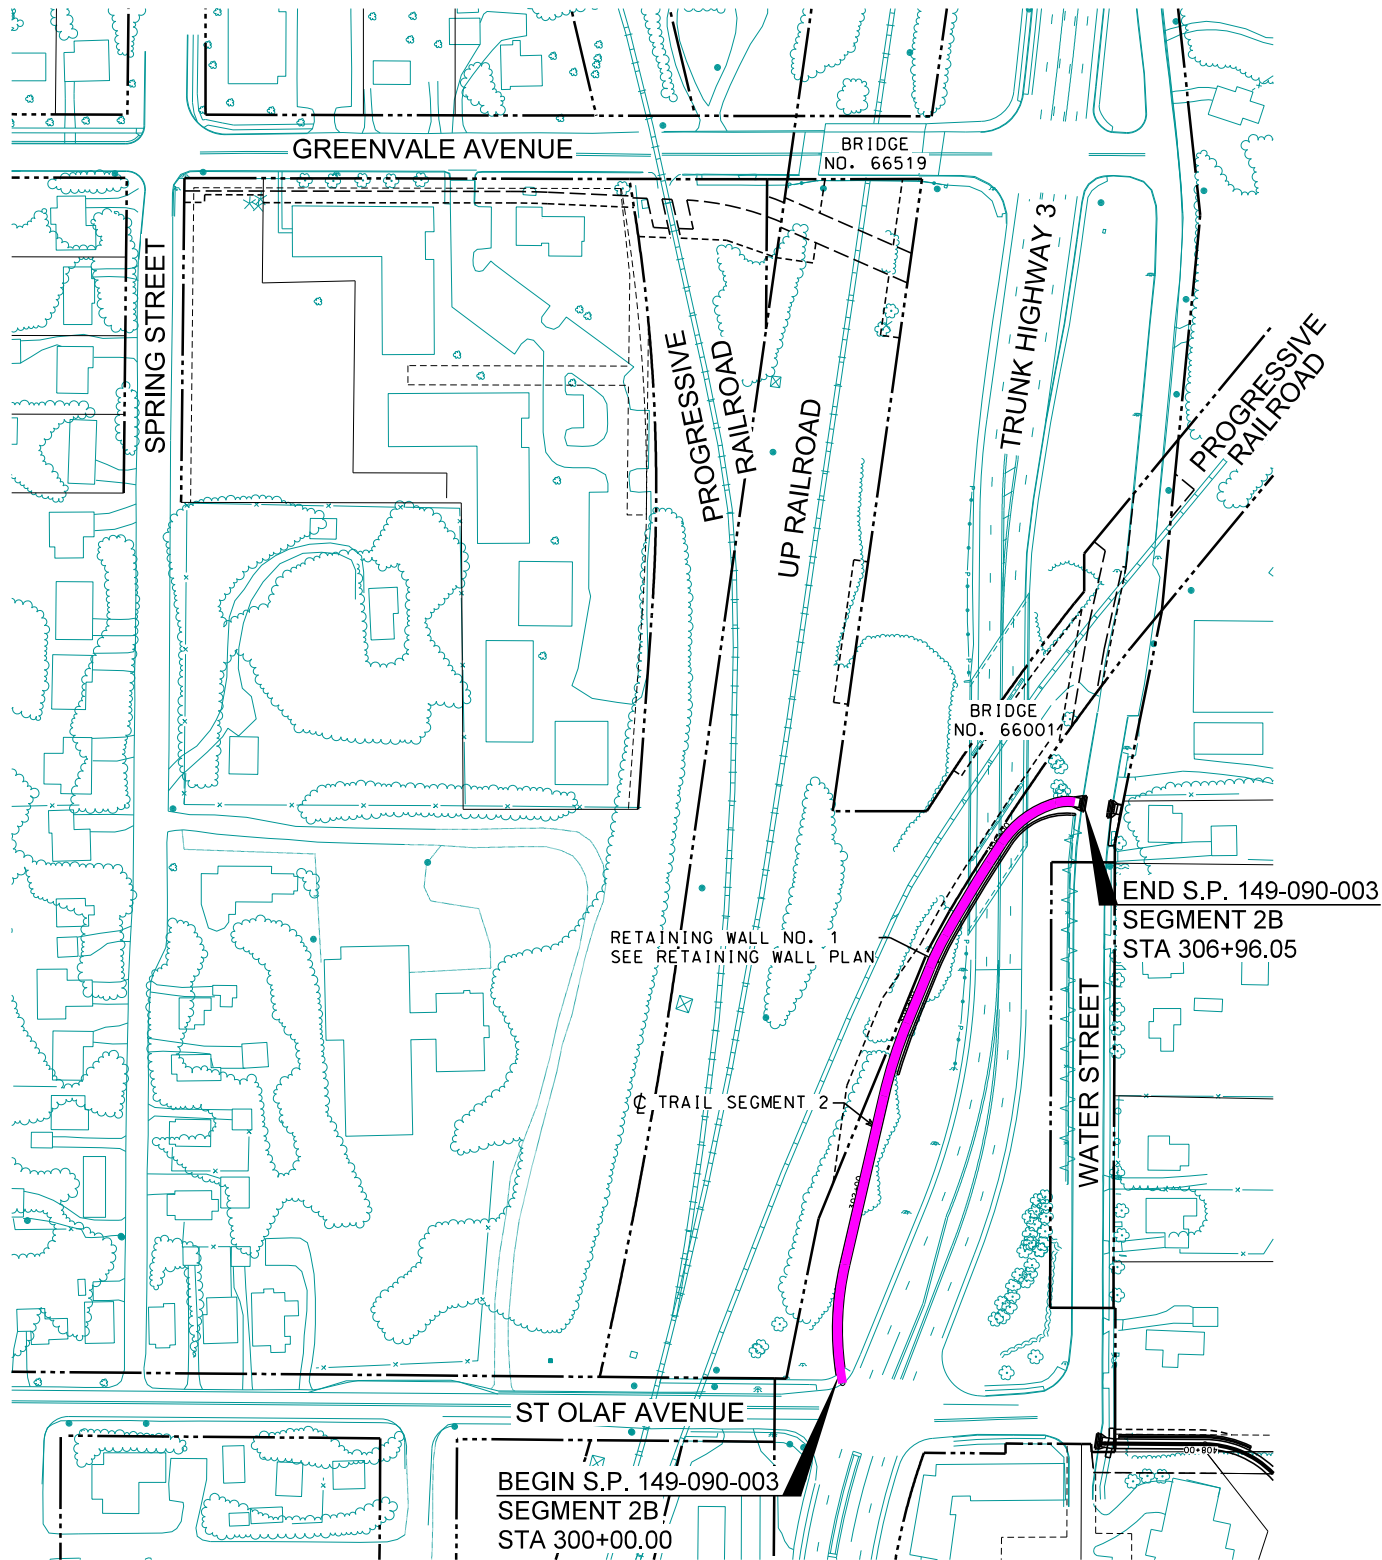 GREENVALE AVENUE
BRIDGE
NO. 66519
SPRING STREET
TRUNK HIGHWAY 3
PROGRESSIVE
RAILROAD
UP RAILROAD
PROGRESSIVE
RAILROAD
BRIDGE
NO. 66001
END S.P. 149-090-003
SEGMENT 2B
STA 306+96.05
RETAINING WALL NO. 1
SEE RETAINING WALL PLAN
WATER STREET
℄ TRAIL SEGMENT 2
ST OLAF AVENUE
408+00
BEGIN S.P. 149-090-003
SEGMENT 2B
STA 300+00.00